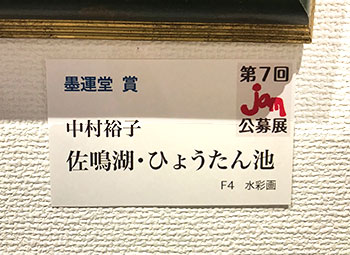 墨運堂 賞
第7回
jam
公募展
中村裕子
佐鳴湖・ひょうたん池
F4 水彩画